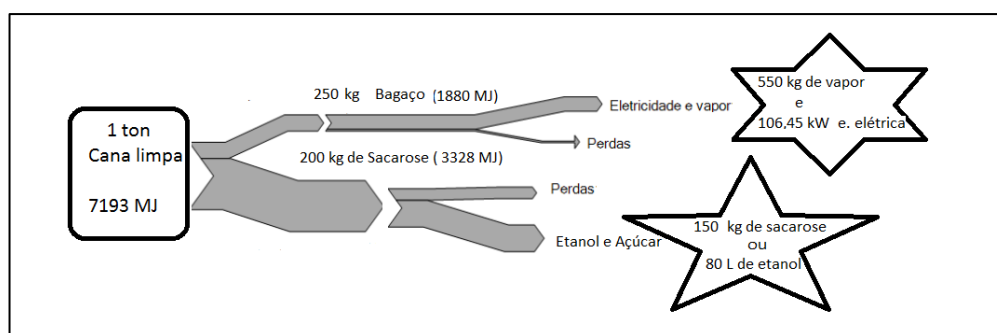 1 ton
Cana limpa
7193 MJ
250 kg Bagaço (1880 MJ)
Eletricidade e vapor
Perdas
200 kg de Sacarose ( 3328 MJ)
Perdas
Etanol e Açúcar
550 kg de vapor
e
106,45 kW e. elétrica
150 kg de sacarose
ou
80 L de etanol